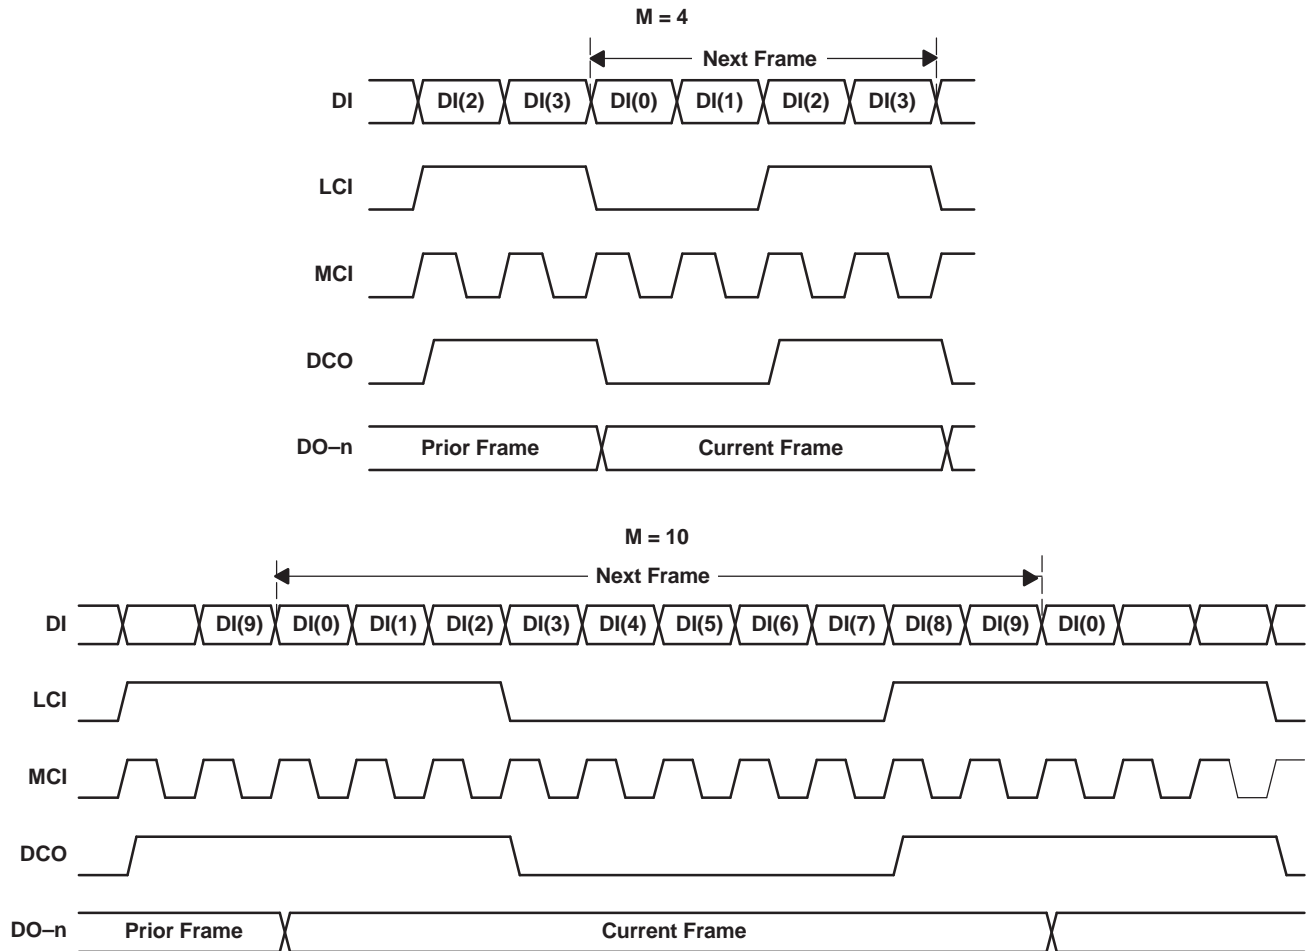 M = 4
Next Frame
DI DI(2) DI(3) DI(0) DI(1) DI(2) DI(3)
LCI
MCI
DCO
DO–n Prior Frame Current Frame
M = 10
Next Frame
DI DI(9) DI(0) DI(1) DI(2) DI(3) DI(4) DI(5) DI(6) DI(7) DI(8) DI(9) DI(0)
LCI
MCI
DCO
DO–n Prior Frame Current Frame